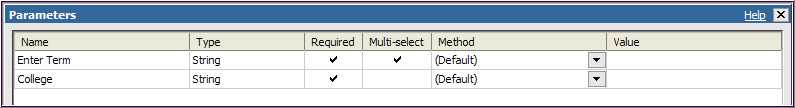 Parameters Help
Name Type Required Multi-select Method Value
Enter Term String ✓ ✓ (Default)
College String ✓ (Default)